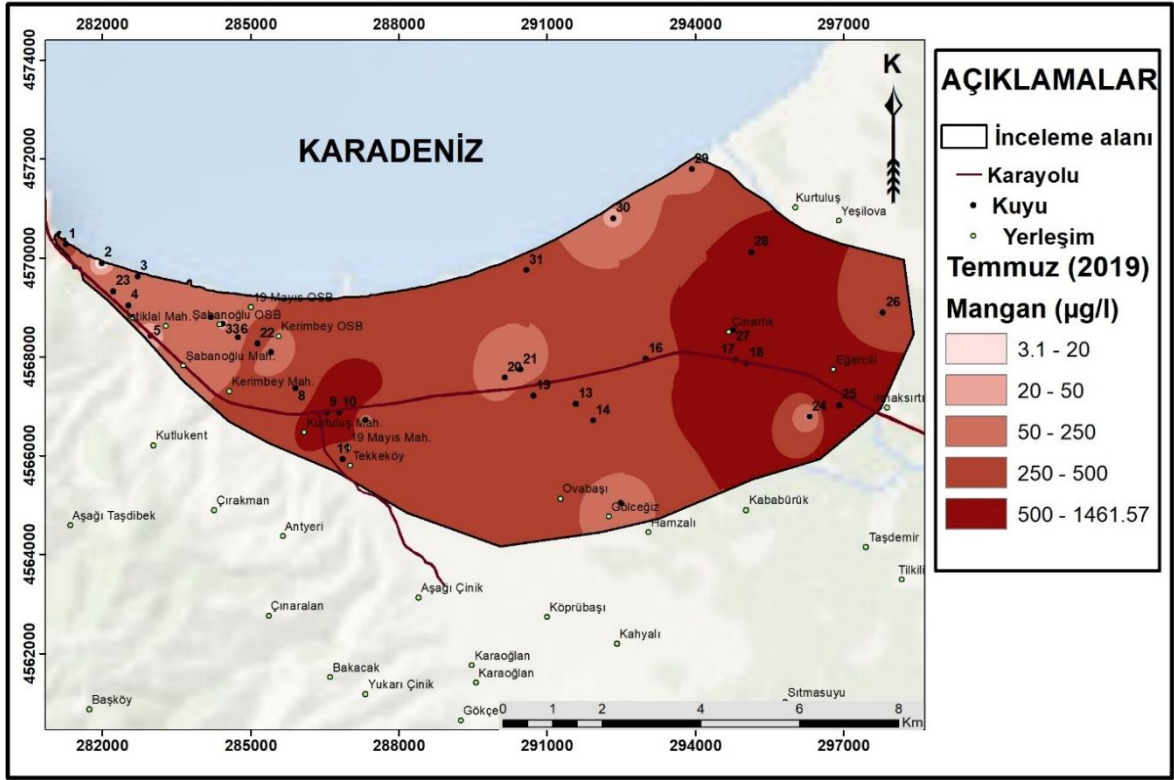 282000 285000 288000 291000 294000 297000
4574000
4572000
4570000
4568000
4566000
4564000
4562000
K
KARADENİZ
29
Kurtuluş
30
Yeşilova
1
2
3
28
31
23
4
19 Mayıs OSB
26
Şabanoğlu OSB
Çınarlık
5
336
22
Kerimbey OSB
27
16
17
18
Şabanoğlu Mah.
21
20
Eğercili
Kerimbey Mah.
8
19
13
25
9 10
14
24
Kurtuluş Mah.
19 Mayıs Mah.
Kutlukent
11
Tekkeköy
Ovabaşı
Kababürük
Çırakman
Gölceğiz
Aşağı Taşdibek
Antyeri
Hamzalı
Taşdemir
Tilkili
Aşağı Çinik
Çınaralan
Köprübaşı
Kahyalı
Karaoğlan
Bakacak
Karaoğlan
Yukarı Çinik
Sıtmasuyu
Başköy
Gökçe
0 1 2 4 6 8
Km
282000 285000 288000 291000 294000 297000
AÇIKLAMALAR
İnceleme alanı
Karayolu
Kuyu
Yerleşim
Temmuz (2019)
Mangan (µg/l)
3.1 - 20
20 - 50
50 - 250
250 - 500
500 - 1461.57